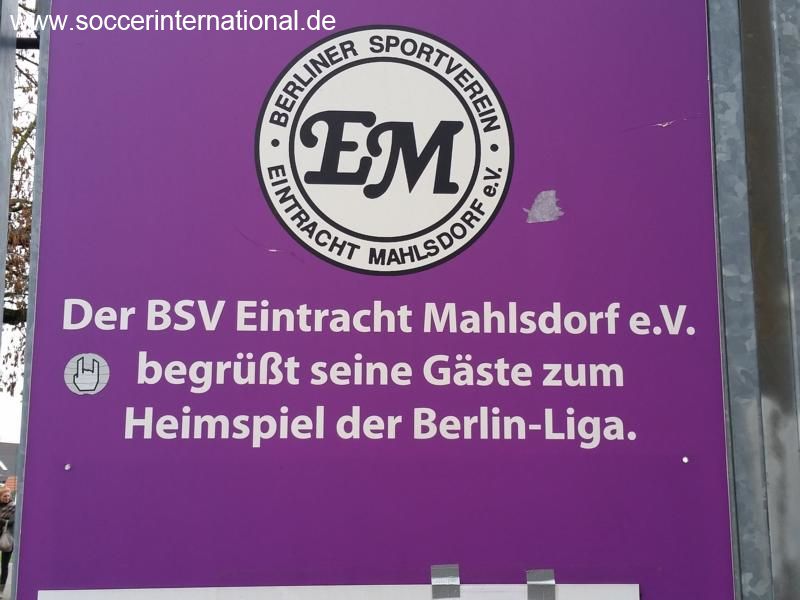 www.soccerinternational.de
BERLINER SPORTVEREIN
EM
EINTRACHT MAHLSDORF e.V.
Der BSV Eintracht Mahlsdorf e.V.
begrüßt seine Gäste zum
Heimspiel der Berlin-Liga.